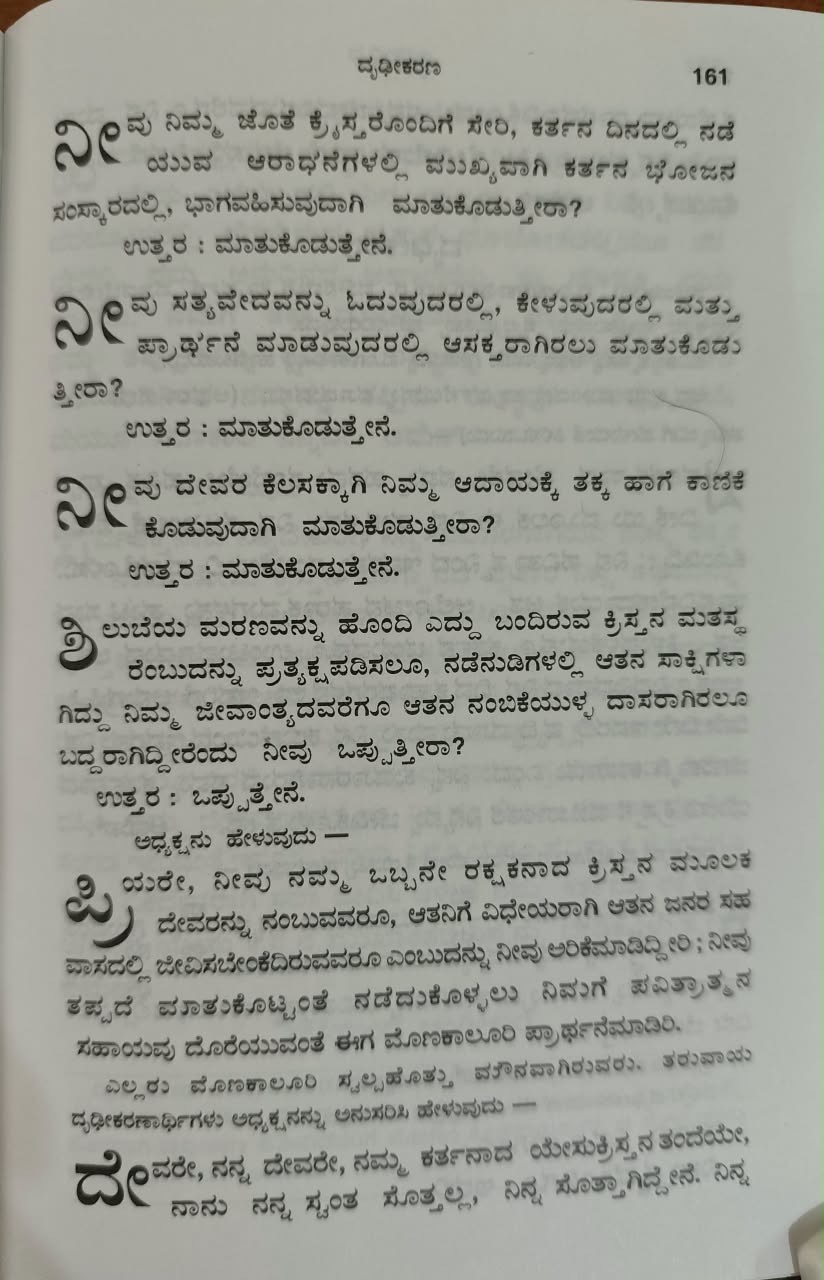 ದೃಢೀಕರಣ 161
ನೀವು ನಿಮ್ಮ ಜೊತೆ ಕ್ರೈಸ್ತರೊಂದಿಗೆ ಸೇರಿ, ಕರ್ತನ ದಿನದಲ್ಲಿ ನಡೆ
ಯುವ ಆರಾಧನೆಗಳಲ್ಲಿ ಮುಖ್ಯವಾಗಿ ಕರ್ತನ ಭೋಜನ
ಸಂಸ್ಕಾರದಲ್ಲಿ, ಭಾಗವಹಿಸುವುದಾಗಿ ಮಾತುಕೊಡುತ್ತೀರಾ?
ಉತ್ತರ : ಮಾತುಕೊಡುತ್ತೇನೆ.
ನೀವು ಸತ್ಯವೇದವನ್ನು ಓದುವುದರಲ್ಲಿ, ಕೇಳುವುದರಲ್ಲಿ ಮತ್ತು
ಪ್ರಾರ್ಥನೆ ಮಾಡುವುದರಲ್ಲಿ ಆಸಕ್ತರಾಗಿರಲು ಮಾತುಕೊಡು
ತ್ತೀರಾ?
ಉತ್ತರ : ಮಾತುಕೊಡುತ್ತೇನೆ.
ನೀವು ದೇವರ ಕೆಲಸಕ್ಕಾಗಿ ನಿಮ್ಮ ಆದಾಯಕ್ಕೆ ತಕ್ಕ ಹಾಗೆ ಕಾಣಿಕೆ
ಕೊಡುವುದಾಗಿ ಮಾತುಕೊಡುತ್ತೀರಾ?
ಉತ್ತರ : ಮಾತುಕೊಡುತ್ತೇನೆ.
ಶಿಲುಬೆಯ ಮರಣವನ್ನು ಹೊಂದಿ ಎದ್ದು ಬಂದಿರುವ ಕ್ರಿಸ್ತನ ಮತಸ್ಥ
ರೆಂಬುದನ್ನು ಪ್ರತ್ಯಕ್ಷಪಡಿಸಲೂ, ನಡೆನುಡಿಗಳಲ್ಲಿ ಆತನ ಸಾಕ್ಷಿಗಳಾ
ಗಿದ್ದು ನಿಮ್ಮ ಜೀವಾಂತ್ಯದವರೆಗೂ ಆತನ ನಂಬಿಕೆಯುಳ್ಳ ದಾಸರಾಗಿರಲೂ
ಬದ್ದರಾಗಿದ್ದೀರೆಂದು ನೀವು ಒಪ್ಪುತ್ತೀರಾ?
ಉತ್ತರ : ಒಪ್ಪುತ್ತೇನೆ.
ಅಧ್ಯಕ್ಷನು ಹೇಳುವುದು —
ಪ್ರಿಯರೇ, ನೀವು ನಮ್ಮ ಒಬ್ಬನೇ ರಕ್ಷಕನಾದ ಕ್ರಿಸ್ತನ ಮೂಲಕ
ದೇವರನ್ನು ನಂಬುವವರೂ, ಆತನಿಗೆ ವಿಧೇಯರಾಗಿ ಆತನ ಜನರ ಸಹ
ವಾಸದಲ್ಲಿ ಜೀವಿಸಬೇಂಕೆದಿರುವವರೂ ಎಂಬುದನ್ನು ನೀವು ಅರಿಕೆಮಾಡಿದ್ದೀರಿ ; ನೀವು
ತಪ್ಪದೆ ಮಾತುಕೊಟ್ಟಂತೆ ನಡೆದುಕೊಳ್ಳಲು ನಿಮಗೆ ಪವಿತ್ರಾತ್ಮನ
ಸಹಾಯವು ದೊರೆಯುವಂತೆ ಈಗ ಮೊಣಕಾಲೂರಿ ಪ್ರಾರ್ಥನೆಮಾಡಿರಿ.
ಎಲ್ಲರು ಮೊಣಕಾಲೂರಿ ಸ್ವಲ್ಪಹೊತ್ತು ಮೌನವಾಗಿರುವರು. ತರುವಾಯ
ದೃಢೀಕರಣಾರ್ಥಿಗಳು ಅಧ್ಯಕ್ಷನನ್ನು ಅನುಸರಿಸಿ ಹೇಳುವುದು —
ದೇವರೇ, ನನ್ನ ದೇವರೇ, ನಮ್ಮ ಕರ್ತನಾದ ಯೇಸುಕ್ರಿಸ್ತನ ತಂದೆಯೇ,
ನಾನು ನನ್ನ ಸ್ವಂತ ಸೊತ್ತಲ್ಲ, ನಿನ್ನ ಸೊತ್ತಾಗಿದ್ದೇನೆ. ನಿನ್ನ